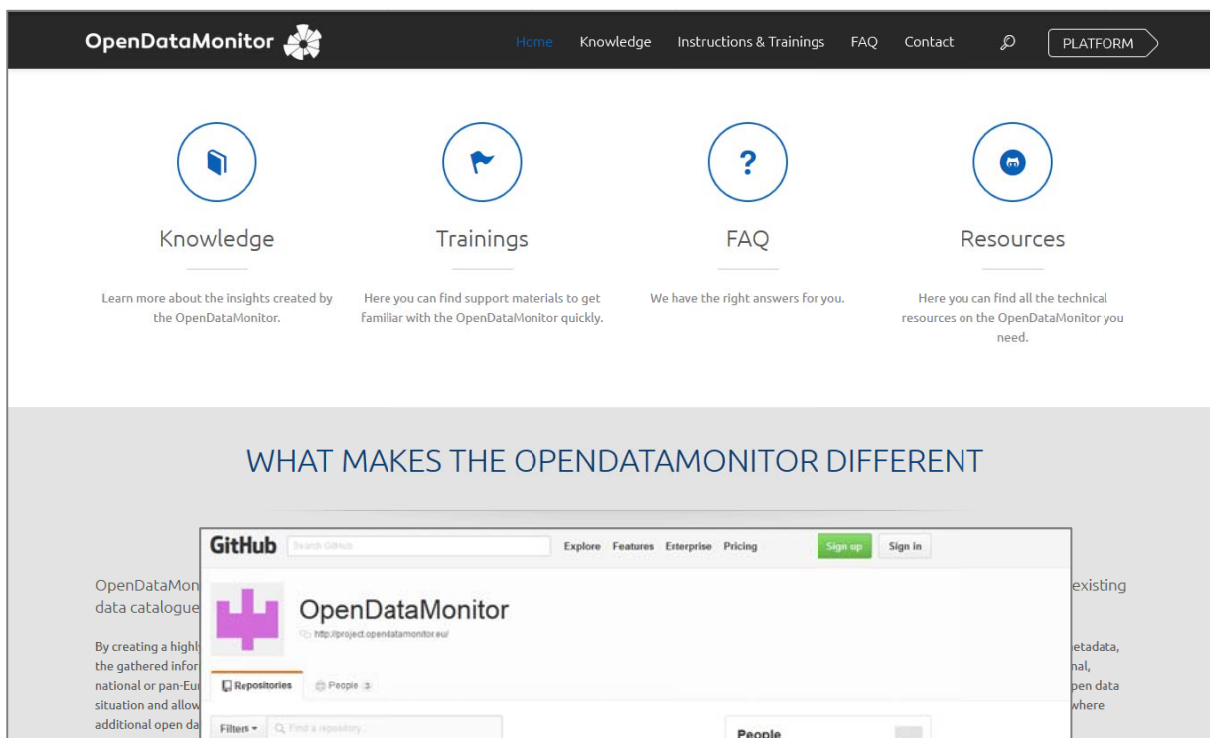 OpenDataMonitor
Home Knowledge Instructions & Trainings FAQ Contact PLATFORM
Knowledge
Learn more about the insights created by
the OpenDataMonitor.
Trainings
Here you can find support materials to get
familiar with the OpenDataMonitor quickly.
FAQ
We have the right answers for you.
Resources
Here you can find all the technical
resources on the OpenDataMonitor you
need.
WHAT MAKES THE OPENDATAMONITOR DIFFERENT
OpenDataMon existing
data catalogue
By creating a highl etadata,
the gathered infor nal,
national or pan-Eu pen data
situation and allow where
additional open da
GitHub Search GitHub Explore Features Enterprise Pricing Sign up Sign in
OpenDataMonitor
http://project.opendatamonitor.eu/
Repositories People 3
Filters Find a repository...
People